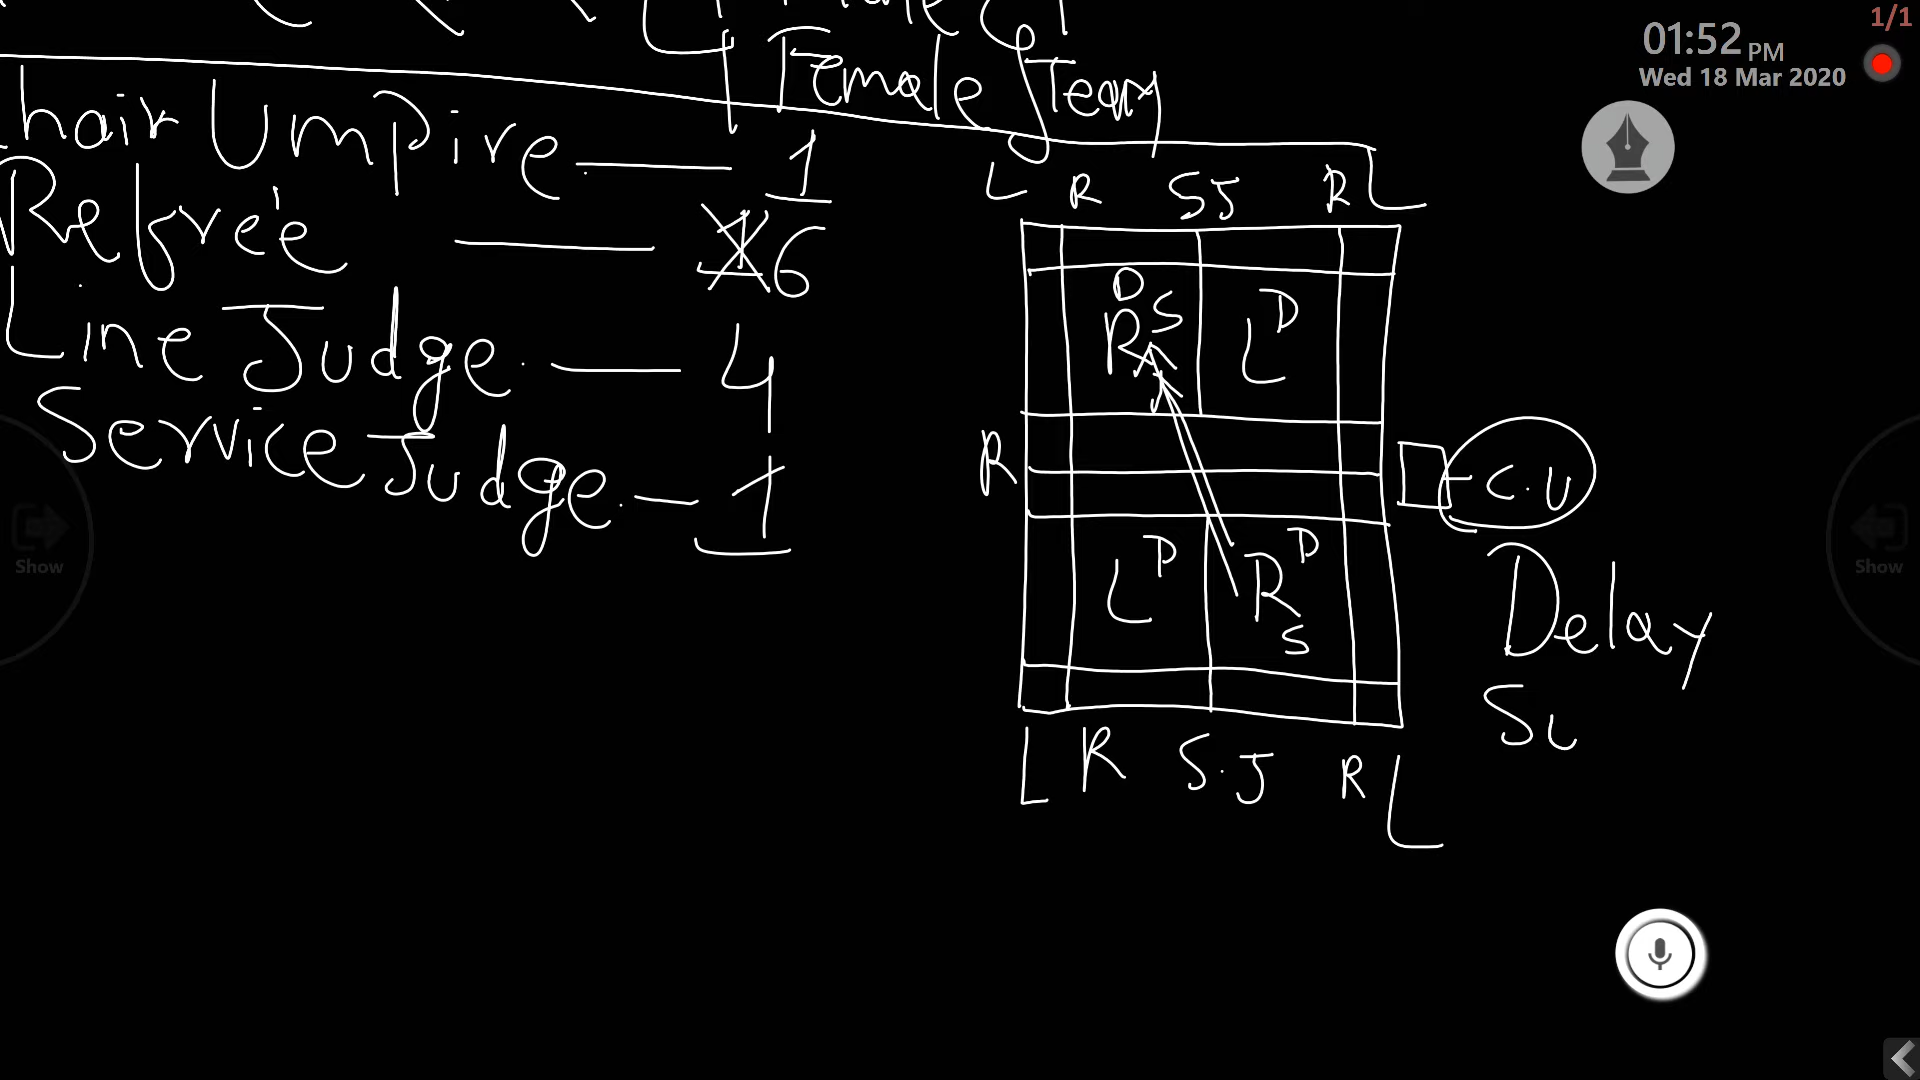 01:52 PM
1/1
Wed 18 Mar 2020
Female Team
hair Umpire — 1
Refree — 6
Line Judge — 4
Service Judge — 1
L R SJ R L
D
R S L D
R C.U
L D R D
S
Delay
L R S.J R L
Show
Show